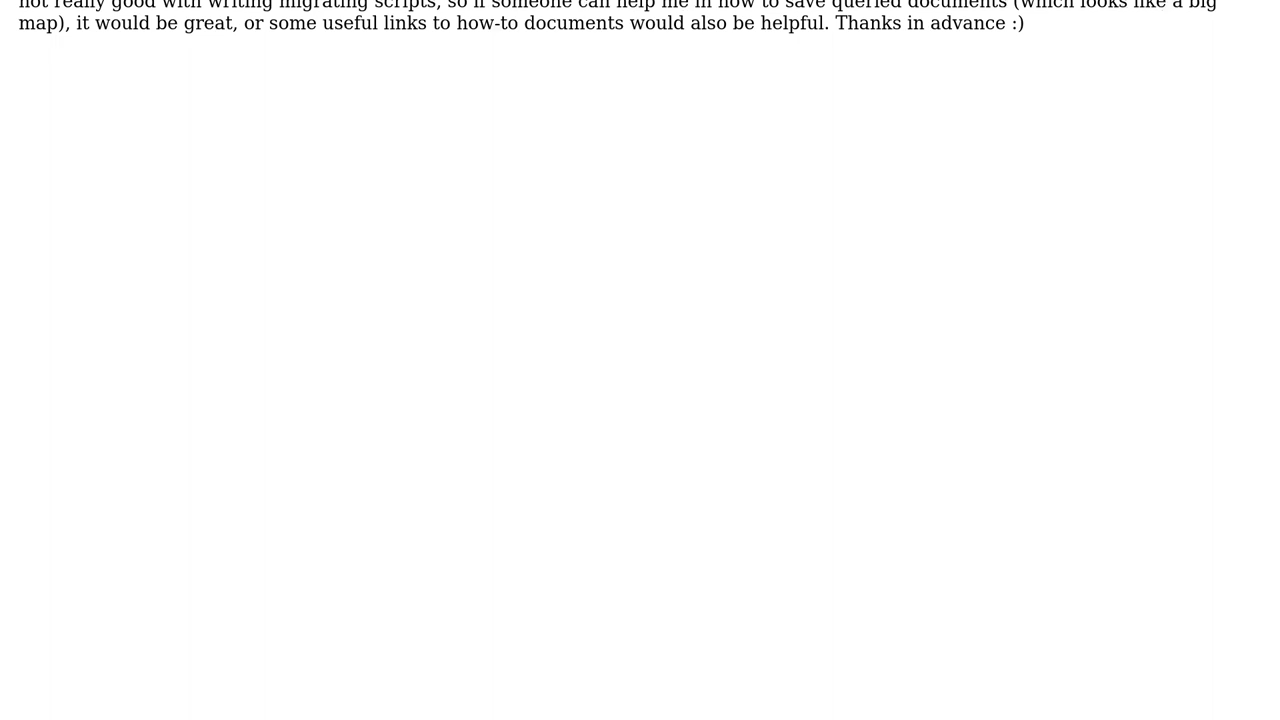 not really good with writing migrating scripts, so if someone can help me in how to save queried documents (which looks like a big
map), it would be great, or some useful links to how-to documents would also be helpful. Thanks in advance :)